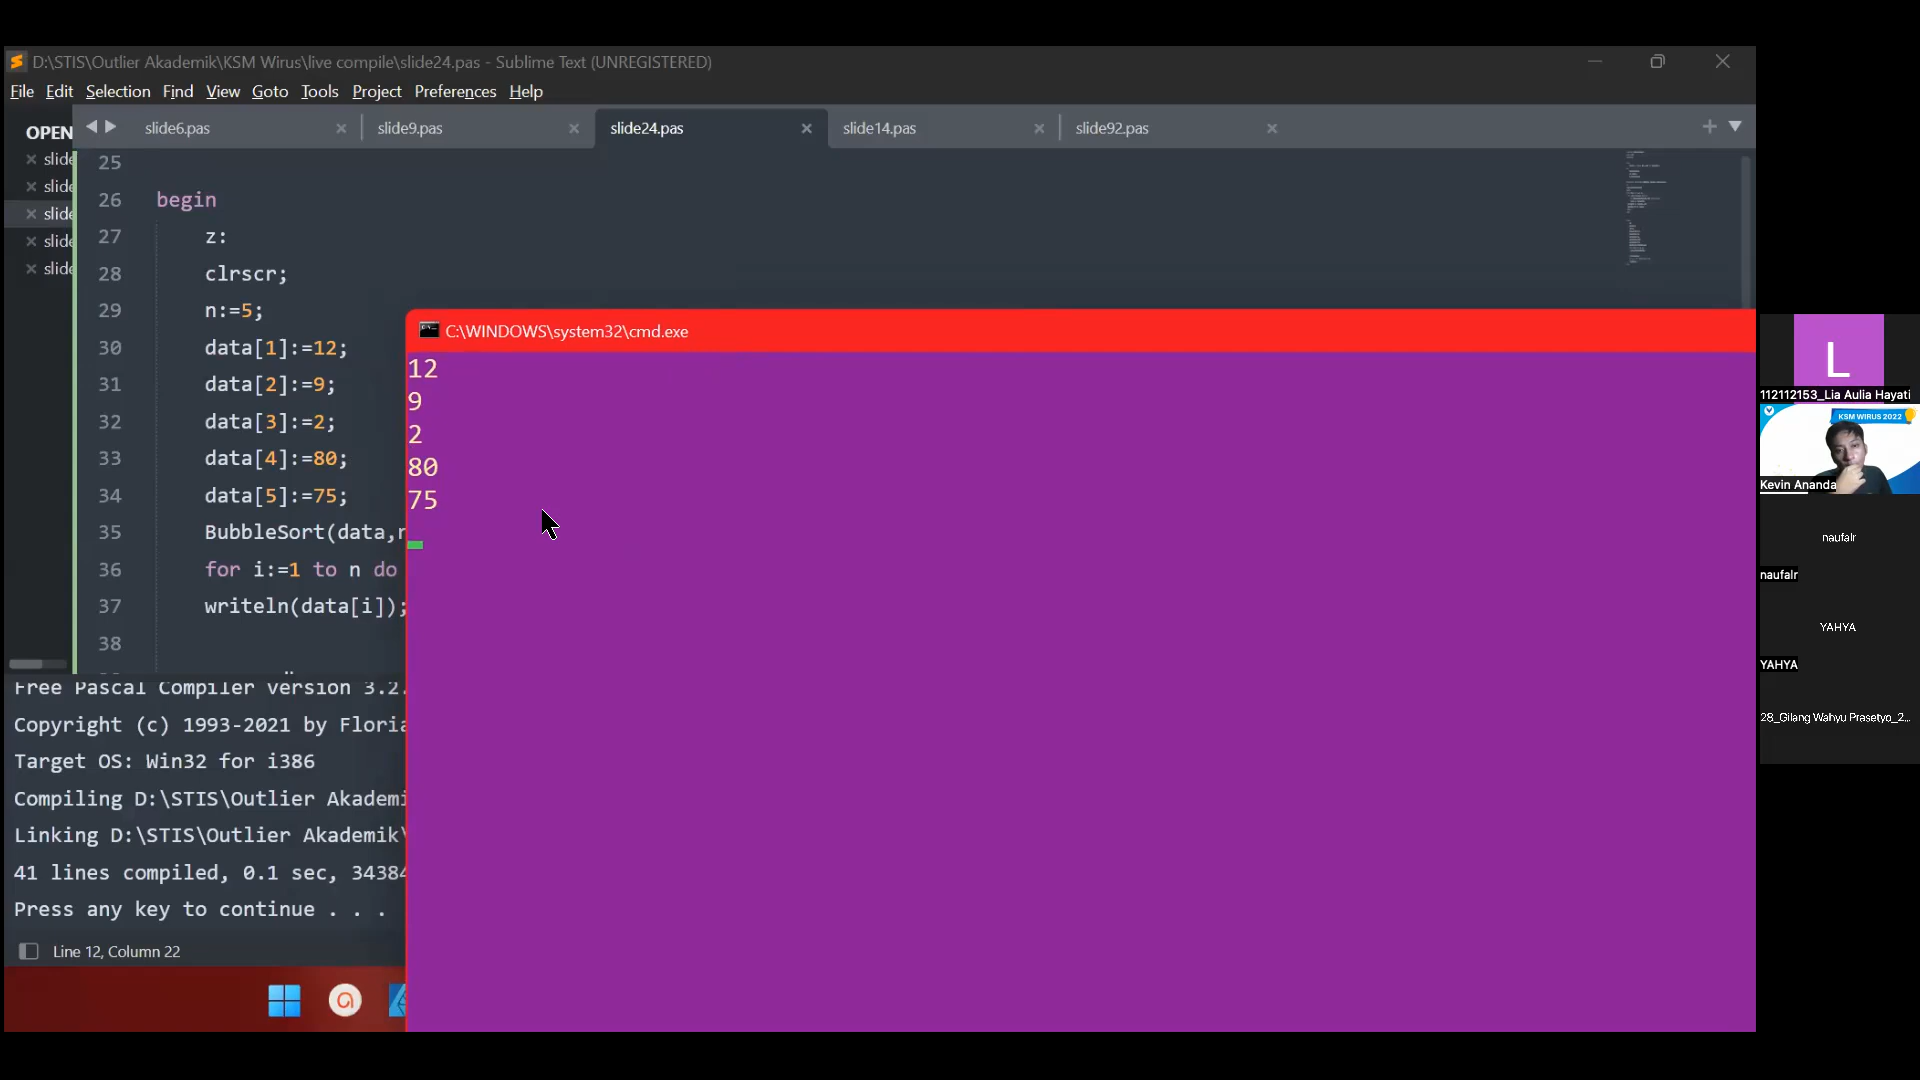 D:\STIS\Outlier Akademik\KSM Wirus\live compile\slide24.pas - Sublime Text (UNREGISTERED)
File Edit Selection Find View Goto Tools Project Preferences Help
OPEN
slide6.pas slide9.pas slide24.pas slide14.pas slide92.pas
slide
slide
slide
slide
slide
25
26 begin
27 z:
28 clrscr;
29 n:=5;
30 data[1]:=12;
31 data[2]:=9;
32 data[3]:=2;
33 data[4]:=80;
34 data[5]:=75;
35 BubbleSort(data,
36 for i:=1 to n do
37 writeln(data[i]);
38
C:\WINDOWS\system32\cmd.exe
12
9
2
80
75
Free Pascal Compiler version 3.2.
Copyright (c) 1993-2021 by Floria
Target OS: Win32 for i386
Compiling D:\STIS\Outlier Akademi
Linking D:\STIS\Outlier Akademik\
41 lines compiled, 0.1 sec, 34384
Press any key to continue . . .
Line 12, Column 22
L
112112153_Lia Aulia Hayati
KSM WIRUS 2022
Kevin Ananda
naufalr
naufalr
YAHYA
YAHYA
28_Gilang Wahyu Prasetyo_2...